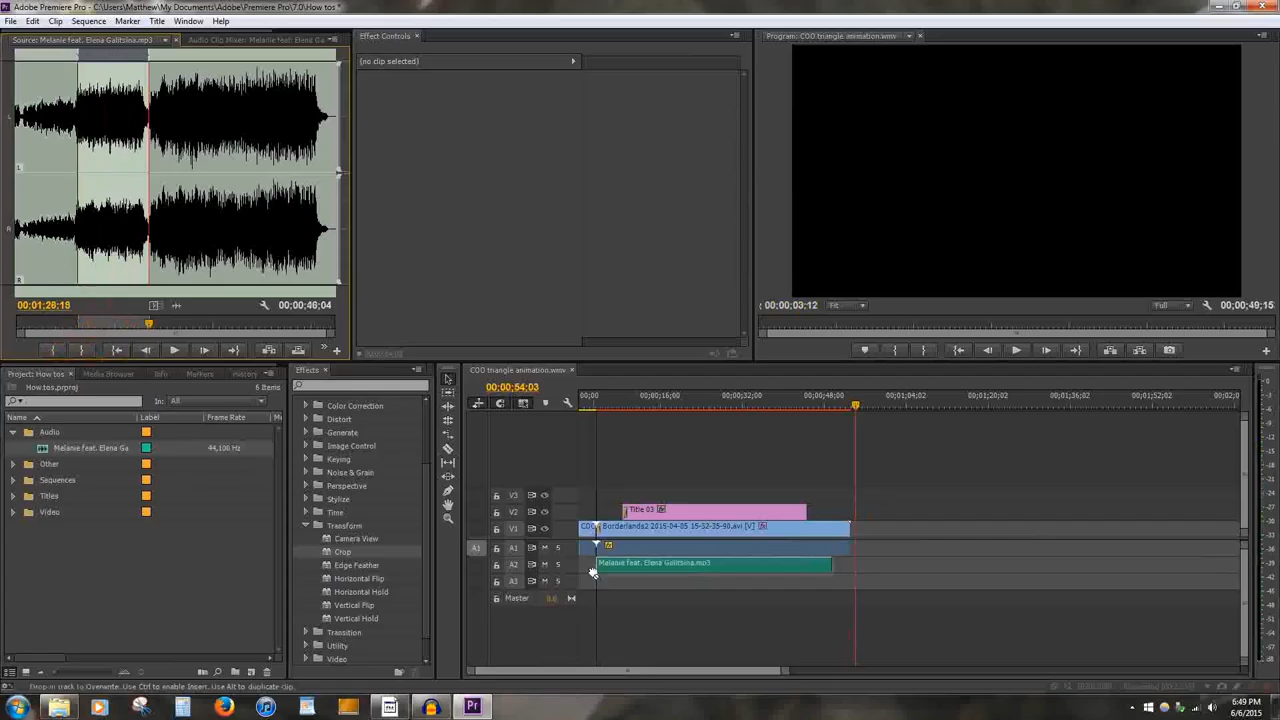 Adobe Premiere Pro - C:\Users\Matthew\My Documents\Adobe\Premiere Pro\7.0\How tos *
File Edit Clip Sequence Marker Title Window Help
Source: Melanie feat. Elena Galitsina.mp3 Audio Clip Mixer: Melanie feat: Elena Ga
L
R
00;01;26;18 00;00;46;04
Effect Controls
(no clip selected)
Program: COD triangle animation.wmv
00;00;03;12 Fit Full 00;00;49;15
Project: How tos Media Browser Info Markers History
How tos.prproj 6 Items
In: All
Name Label Frame Rate
Audio
Melanie feat. Elena Ga 44,100 Hz
Other
Sequences
Titles
Video
Effects
Color Correction
Distort
Generate
Image Control
Keying
Noise & Grain
Perspective
Stylize
Time
Transform
Camera View
Crop
Edge Feather
Horizontal Flip
Horizontal Hold
Vertical Flip
Vertical Hold
Transition
Utility
Video
COD triangle animation.wmv
00;00;54;03
00;00 00;00;16;00 00;00;32;00 00;00;48;00 00;01;04;02 00;01;20;02 00;01;36;02 00;01;52;02 00;02;0
V3
V2 Title 03
V1 COD Borderlands2 2015-04-05 15-32-35-90.avi [V]
A1 A1 M S
A2 M S Melanie feat. Elena Galitsina.mp3
A3 M S
Master 0.0
Drop in track to Overwrite. Use Ctrl to enable Insert. Use Alt to duplicate clip.
6:49 PM
6/6/2015